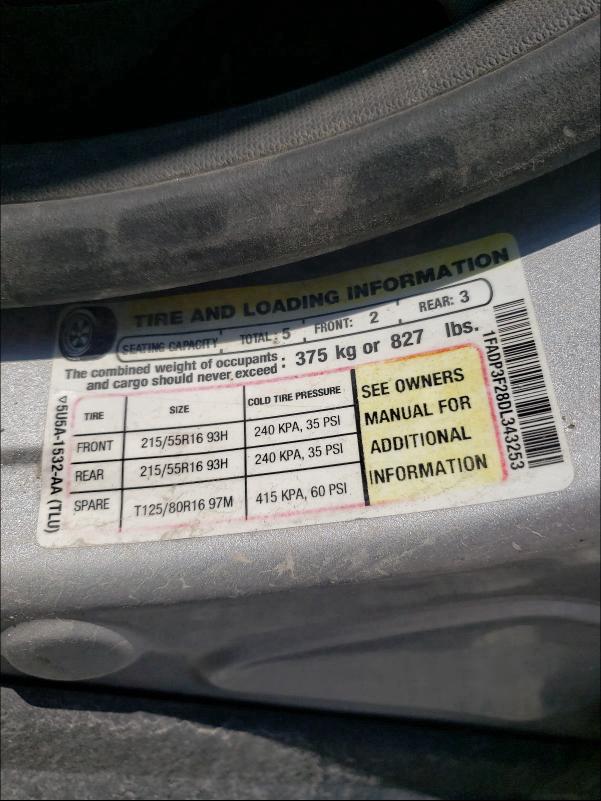 TIRE AND LOADING INFORMATION
SEATING CAPACITY TOTAL: 5 FRONT: 2 REAR: 3
The combined weight of occupants and cargo should never exceed : 375 kg or 827 lbs.
TIRE SIZE COLD TIRE PRESSURE
FRONT 215/55R16 93H 240 KPA, 35 PSI
REAR 215/55R16 93H 240 KPA, 35 PSI
SPARE T125/80R16 97M 415 KPA, 60 PSI
SEE OWNERS
MANUAL FOR
ADDITIONAL
INFORMATION
5U5A-1532-AA (TLU)
1FADP3F28DL343253